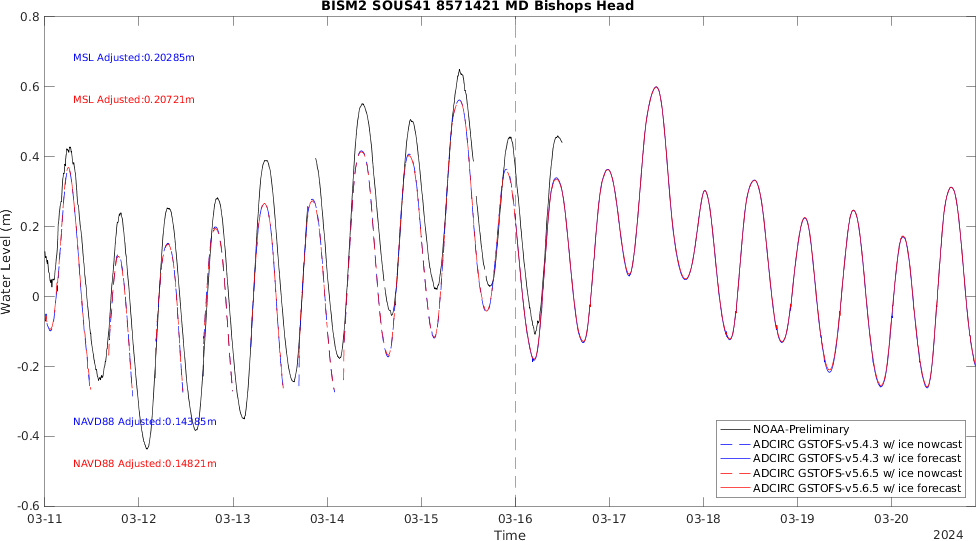 BISM2 SOUS41 8571421 MD Bishops Head
0.8
0.6
0.4
0.2
0
-0.2
-0.4
-0.6
Water Level (m)
MSL Adjusted:0.20285m
MSL Adjusted:0.20721m
NAVD88 Adjusted:0.14385m
NAVD88 Adjusted:0.14821m
NOAA-Preliminary
ADCIRC GSTOFS-v5.4.3 w/ ice nowcast
ADCIRC GSTOFS-v5.4.3 w/ ice forecast
ADCIRC GSTOFS-v5.6.5 w/ ice nowcast
ADCIRC GSTOFS-v5.6.5 w/ ice forecast
03-11 03-12 03-13 03-14 03-15 03-16 03-17 03-18 03-19 03-20
Time
2024